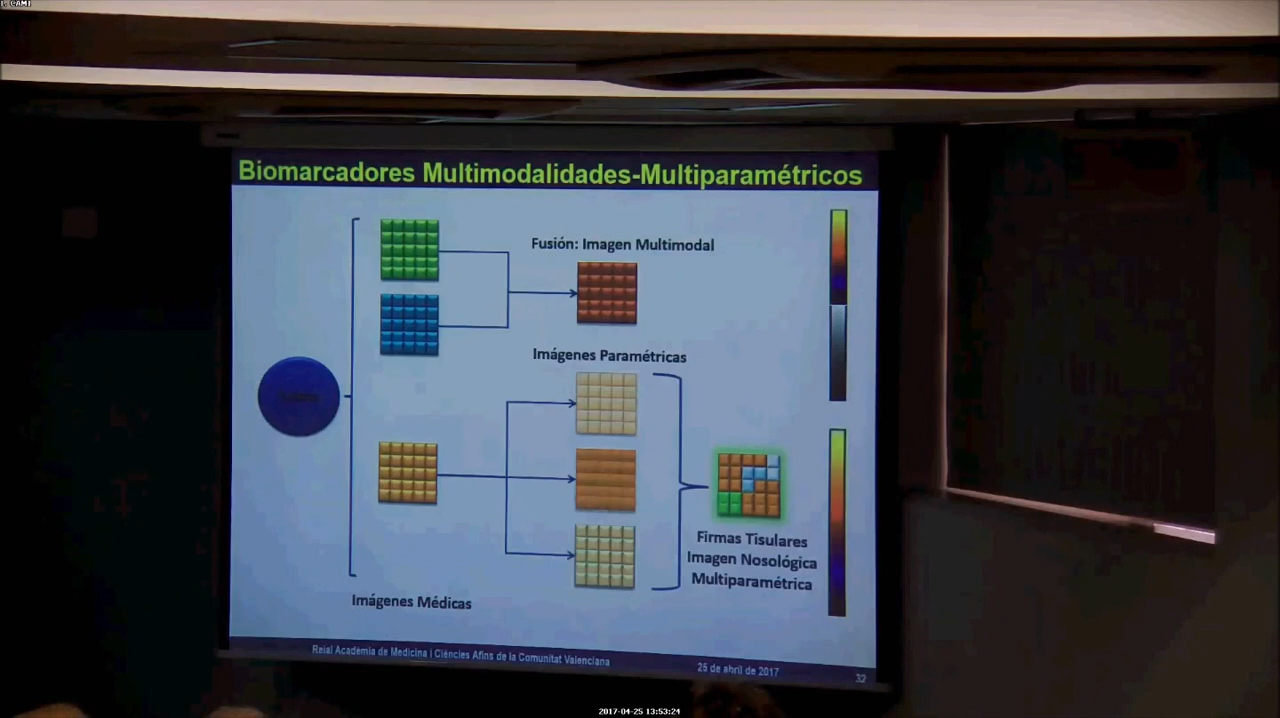 Biomarcadores Multimodalidades-Multiparamétricos
Fusión: Imagen Multimodal
Imágenes Paramétricas
Firmas Tisulares
Imagen Nosológica
Multiparamétrica
Imágenes Médicas
Reial Acadèmia de Medicina i Ciències Afins de la Comunitat Valenciana
25 de abril de 2017
32
2017-04-25 13:53:24